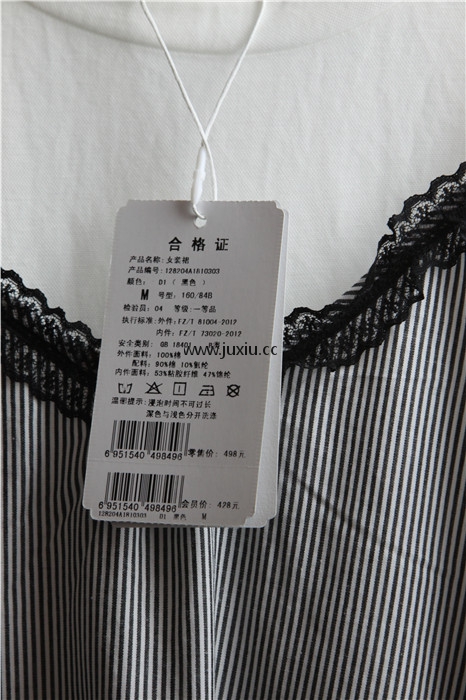 合格证
产品名称：女装裙
产品编号：128204A1810303
颜色： D1 ( 黑色 )
M 号型：160/84B
检验员：04 等级：一等品
执行标准：外件：FZ/T 81004-2012
内件：FZ/T 73020-2012
安全类别： GB 18401
www.juxiu.cc
外件面料：100%棉
配料：90%棉 10%氨纶
内件面料：53%粘胶纤维 47%锦纶
温馨提示：浸泡时间不可过长
深色与浅色分开洗涤
零售价：498元
6 951540 498496
会员价：428元
6 951540 498496
128204A1810303 D1 黑色 M